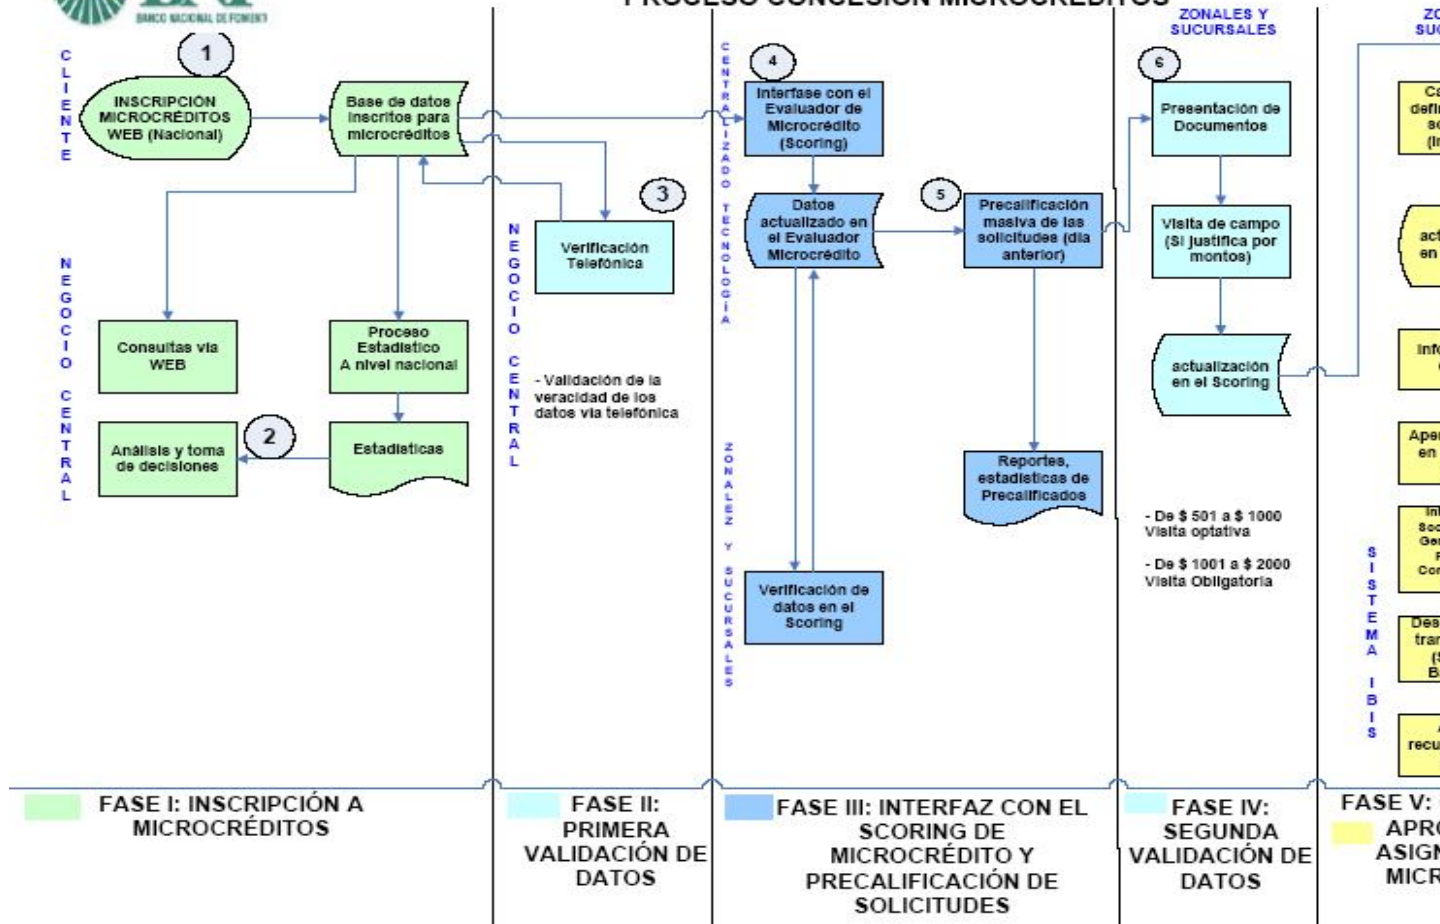 BANCO NACIONAL DE FOMENTO
PROCESO CONCESIÓN MICROCRÉDITOS
CLIENTE
1
INSCRIPCIÓN
MICROCRÉDITOS
WEB (Nacional)
Base de datos
Inscritos para
microcréditos
NEGOCIO CENTRAL
Consultas vía
WEB
Proceso
Estadístico
A nivel nacional
Análisis y toma
de decisiones
2
Estadísticas
NEGOCIO CENTRAL
3
Verificación
Telefónica
- Validación de la
veracidad de los
datos vía telefónica
CENTRALIZADO TECNOLOGÍA
4
Interfase con el
Evaluador de
Microcrédito
(Scoring)
Datos
actualizado en
el Evaluador
Microcrédito
5
Precalificación
masiva de las
solicitudes (día
anterior)
Reportes,
estadísticas de
Precalificados
ZONALEZ Y SUCURSALES
Verificación de
datos en el
Scoring
ZONALES Y
SUCURSALES
6
Presentación de
Documentos
Visita de campo
(Si justifica por
montos)
actualización
en el Scoring
- De $ 501 a $ 1000
Visita optativa
- De $ 1001 a $ 2000
Visita Obligatoria
SISTEMA IBIS
FASE I: INSCRIPCIÓN A
MICROCRÉDITOS
FASE II:
PRIMERA
VALIDACIÓN DE
DATOS
FASE III: INTERFAZ CON EL
SCORING DE
MICROCRÉDITO Y
PRECALIFICACIÓN DE
SOLICITUDES
FASE IV:
SEGUNDA
VALIDACIÓN DE
DATOS
FASE V: